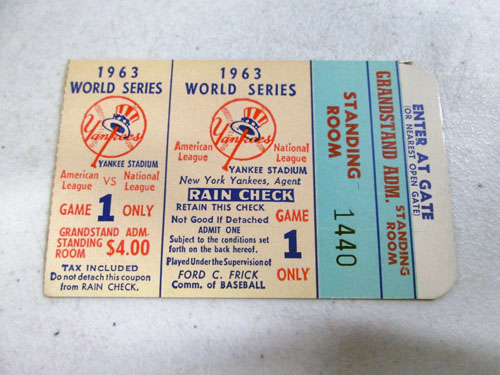 1963
WORLD SERIES
Yankees
YANKEE STADIUM
American League VS National League
GAME 1 ONLY
GRANDSTAND ADM.
STANDING ROOM $4.00
TAX INCLUDED
Do not detach this coupon
from RAIN CHECK.
1963
WORLD SERIES
Yankees
American League
National League
YANKEE STADIUM
New York Yankees, Agent
RAIN CHECK
RETAIN THIS CHECK
Not Good If Detached
ADMIT ONE
Subject to the conditions set
forth on the back hereof.
Played Under the Supervision of
FORD C. FRICK
Comm. of BASEBALL
GAME
1
ONLY
STANDING
ROOM
1440
GRANDSTAND ADM.
STANDING
ROOM
ENTER AT GATE
(OR NEAREST OPEN GATE)